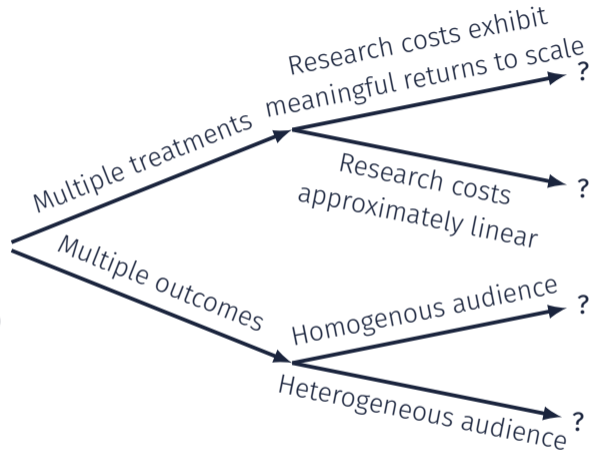 Research costs exhibit
meaningful returns to scale
?
Multiple treatments
Research costs
approximately linear
?
Multiple outcomes
Homogenous audience
?
Heterogeneous audience
?